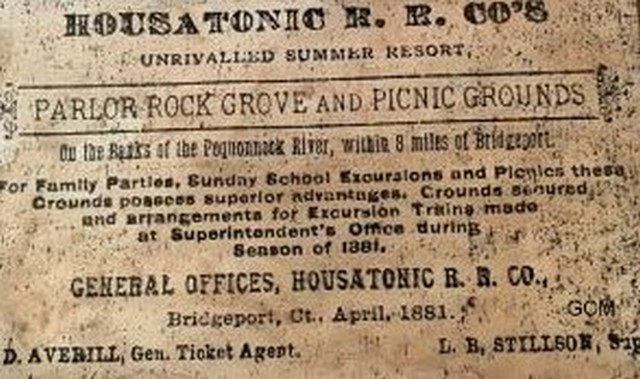 HOUSATONIC R. R. CO'S
UNRIVALLED SUMMER RESORT,
PARLOR ROCK GROVE AND PICNIC GROUNDS
On the Banks of the Pequonnock River, within 8 miles of Bridgeport.
For Family Parties, Sunday School Excursions and Picnics these
Grounds possess superior advantages. Grounds secured,
and arrangements for Excursion Trains made
at Superintendent's Office during
Season of 1881.
GENERAL OFFICES, HOUSATONIC R. R. CO.,
Bridgeport, Ct., April, 1881.
GOM
D. AVERILL, Gen. Ticket Agent. L. B. STILLSON, Sup